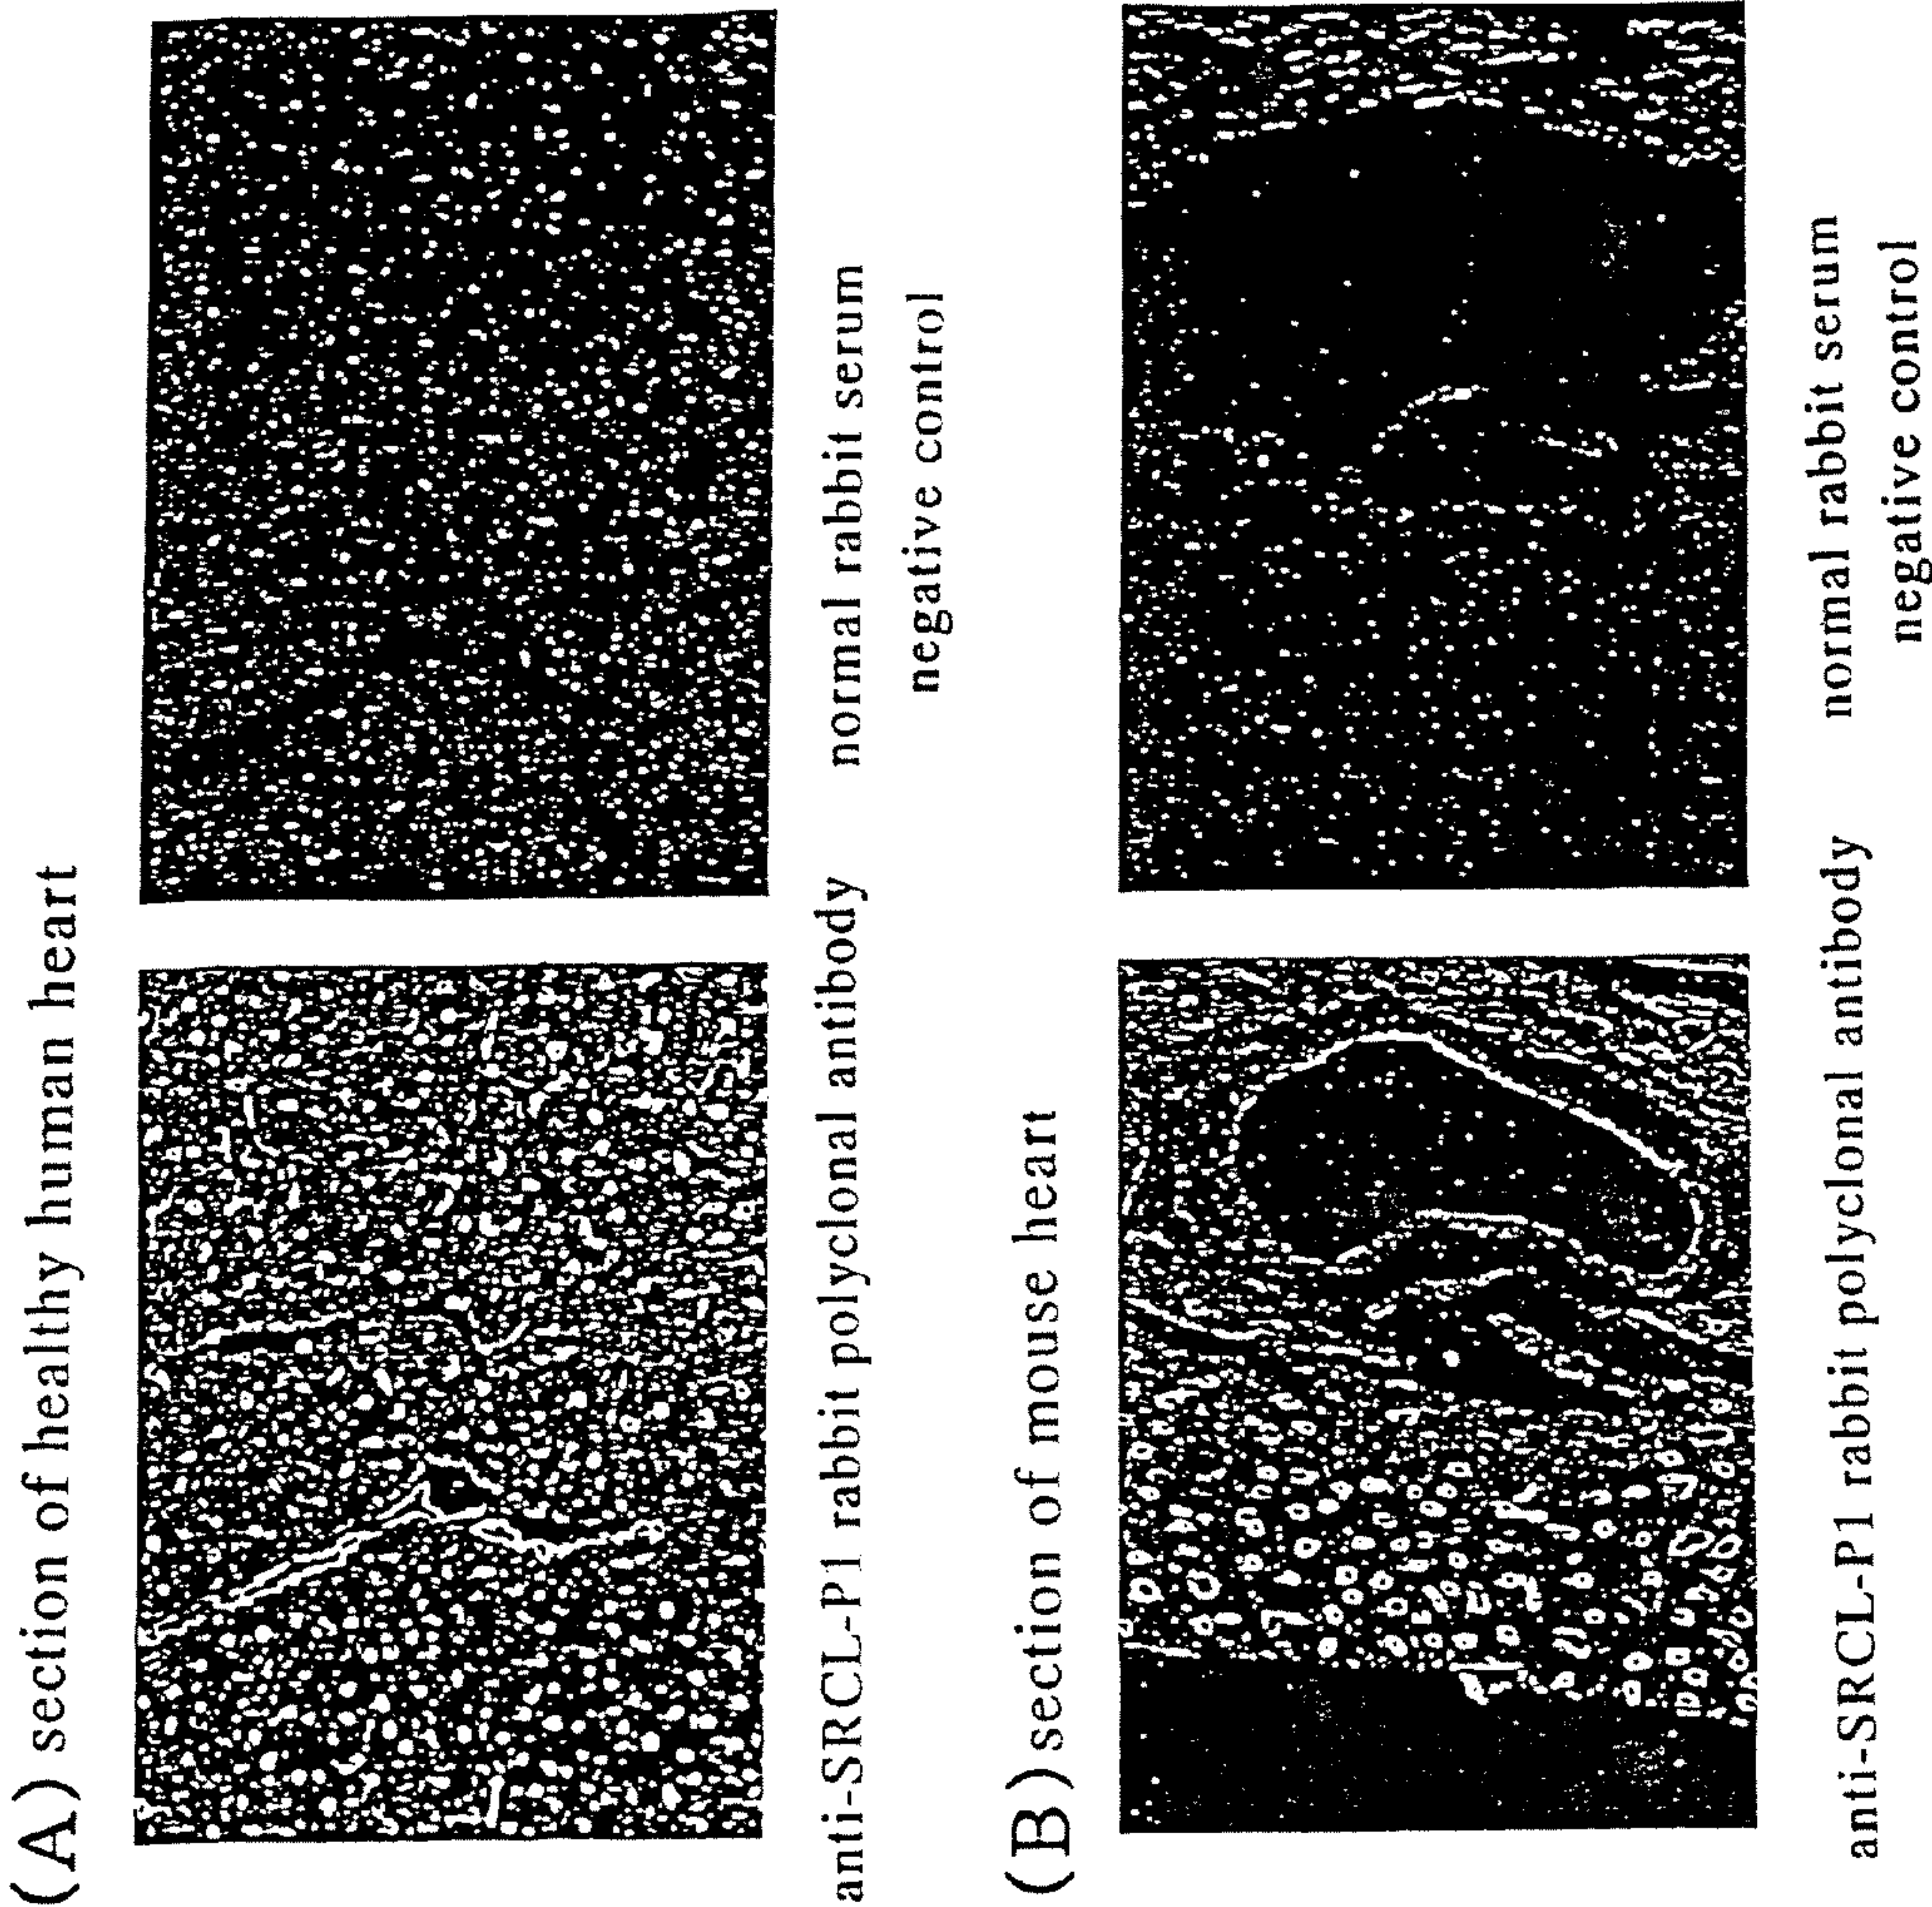 (A) section of healthy human heart
anti-SRCL-P1 rabbit polyclonal antibody
normal rabbit serum
negative control
(B) section of mouse heart
anti-SRCL-P1 rabbit polyclonal antibody
normal rabbit serum
negative control